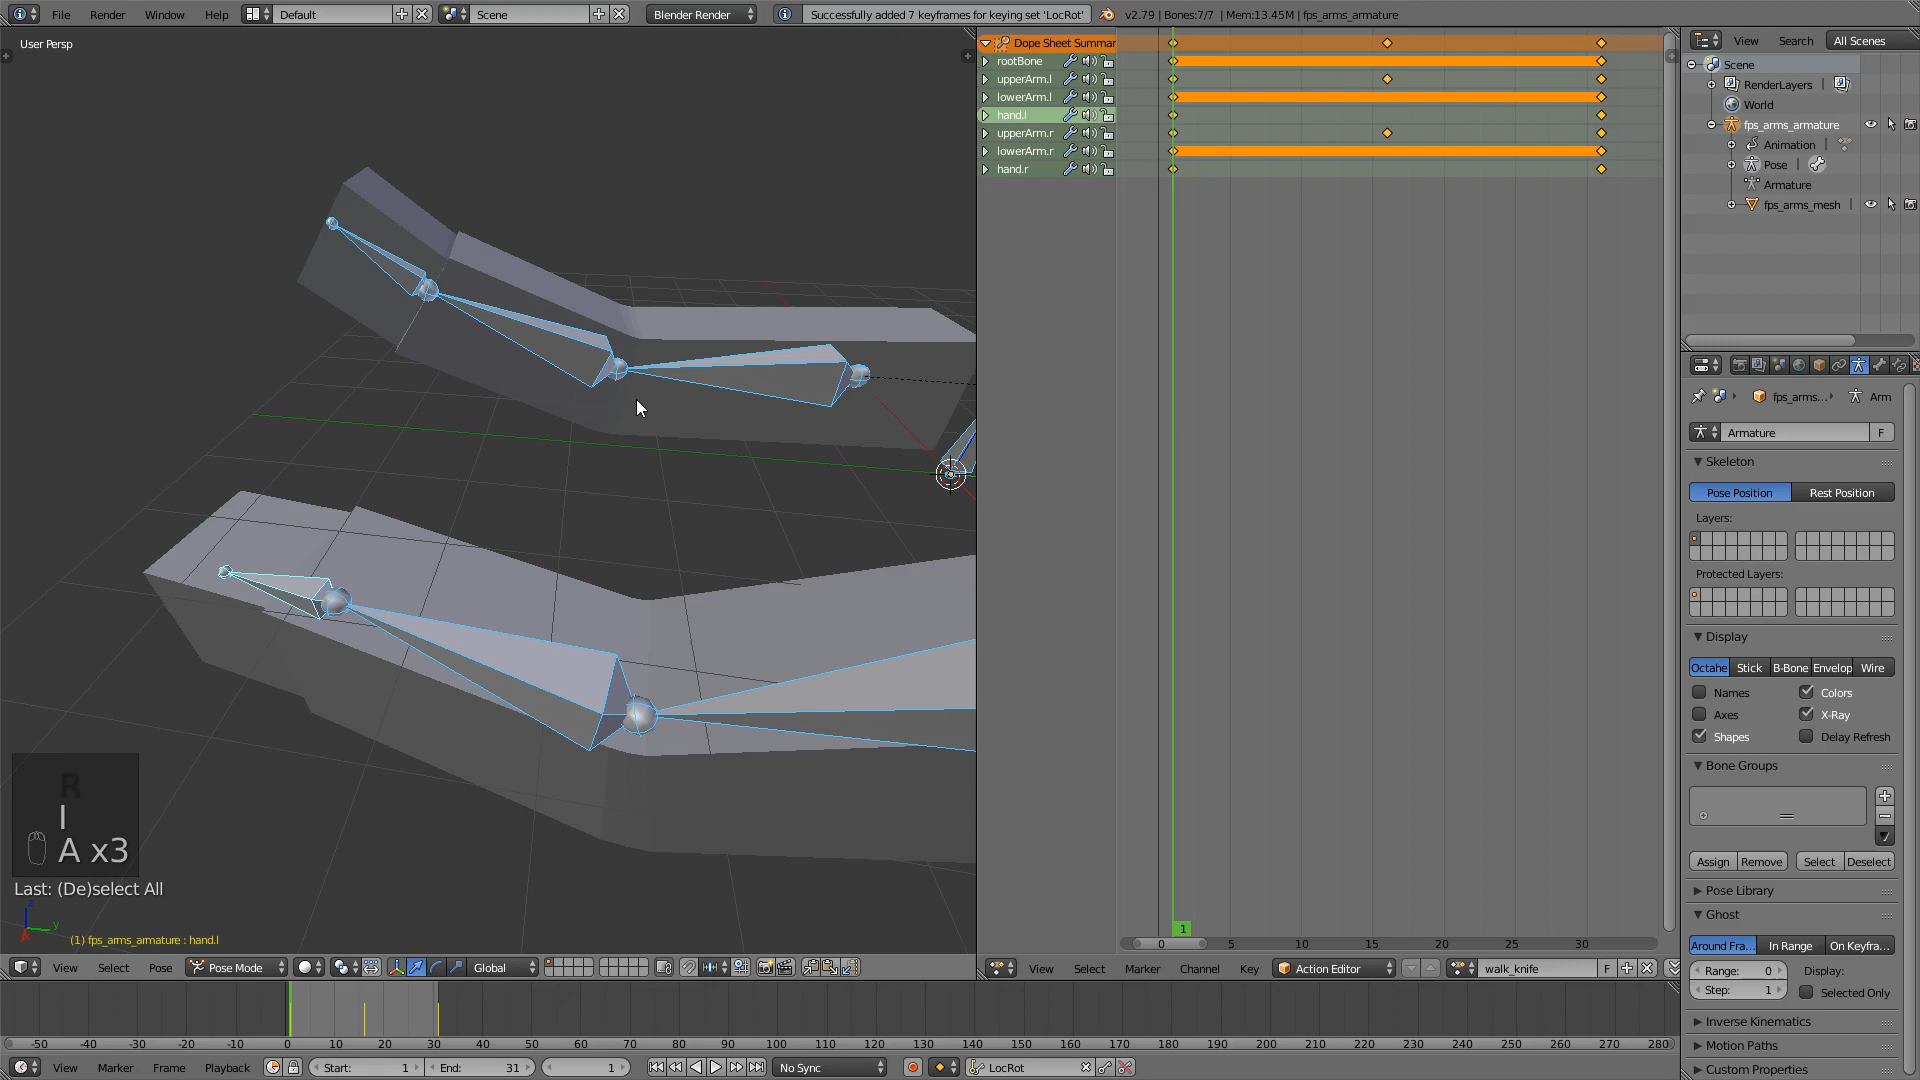 File Render Window Help Default Scene Blender Render Successfully added 7 keyframes for keying set 'LocRot' v2.79 | Bones:7/7 | Mem:13.45M | fps_arms_armature
User Persp
Dope Sheet Summar
rootBone
upperArm.l
lowerArm.l
hand.l
upperArm.r
lowerArm.r
hand.r
View Search All Scenes
Scene
RenderLayers
World
fps_arms_armature
Animation
Pose
Armature
fps_arms_mesh
fps_arms... Arm
Armature F
Skeleton
Pose Position Rest Position
Layers:
Protected Layers:
Display
Octahe Stick B-Bone Envelop Wire
Names Colors
Axes X-Ray
Shapes Delay Refresh
Bone Groups
Assign Remove Select Deselect
Pose Library
Ghost
Around Fra... In Range On Keyfra...
Range: 0 Display:
Step: 1 Selected Only
Inverse Kinematics
Motion Paths
Custom Properties
R
I
A x3
Last: (De)select All
z
y
(1) fps_arms_armature : hand.l
View Select Pose Pose Mode Global
1
0 5 10 15 20 25 30
View Select Marker Channel Key Action Editor walk_knife F
-50 -40 -30 -20 -10 0 10 20 30 40 50 60 70 80 90 100 110 120 130 140 150 160 170 180 190 200 210 220 230 240 250 260 270 280
View Marker Frame Playback Start: 1 End: 31 1 No Sync LocRot